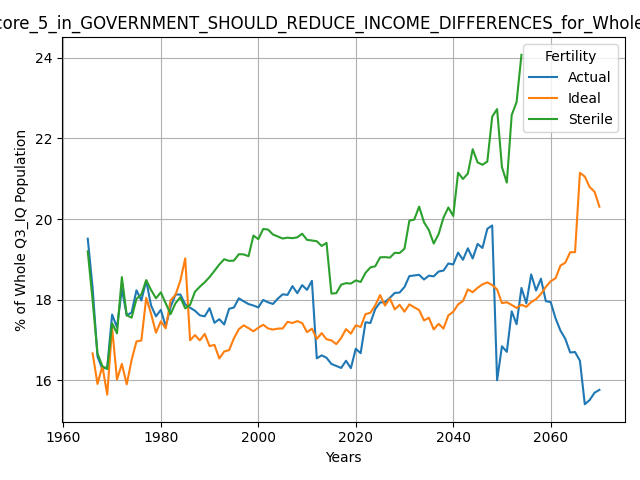 core_5_in_GOVERNMENT_SHOULD_REDUCE_INCOME_DIFFERENCES_for_Whole
Fertility
Actual
Ideal
Sterile
% of Whole Q3_IQ Population
24
22
20
18
16
1960
1980
2000
2020
2040
2060
Years